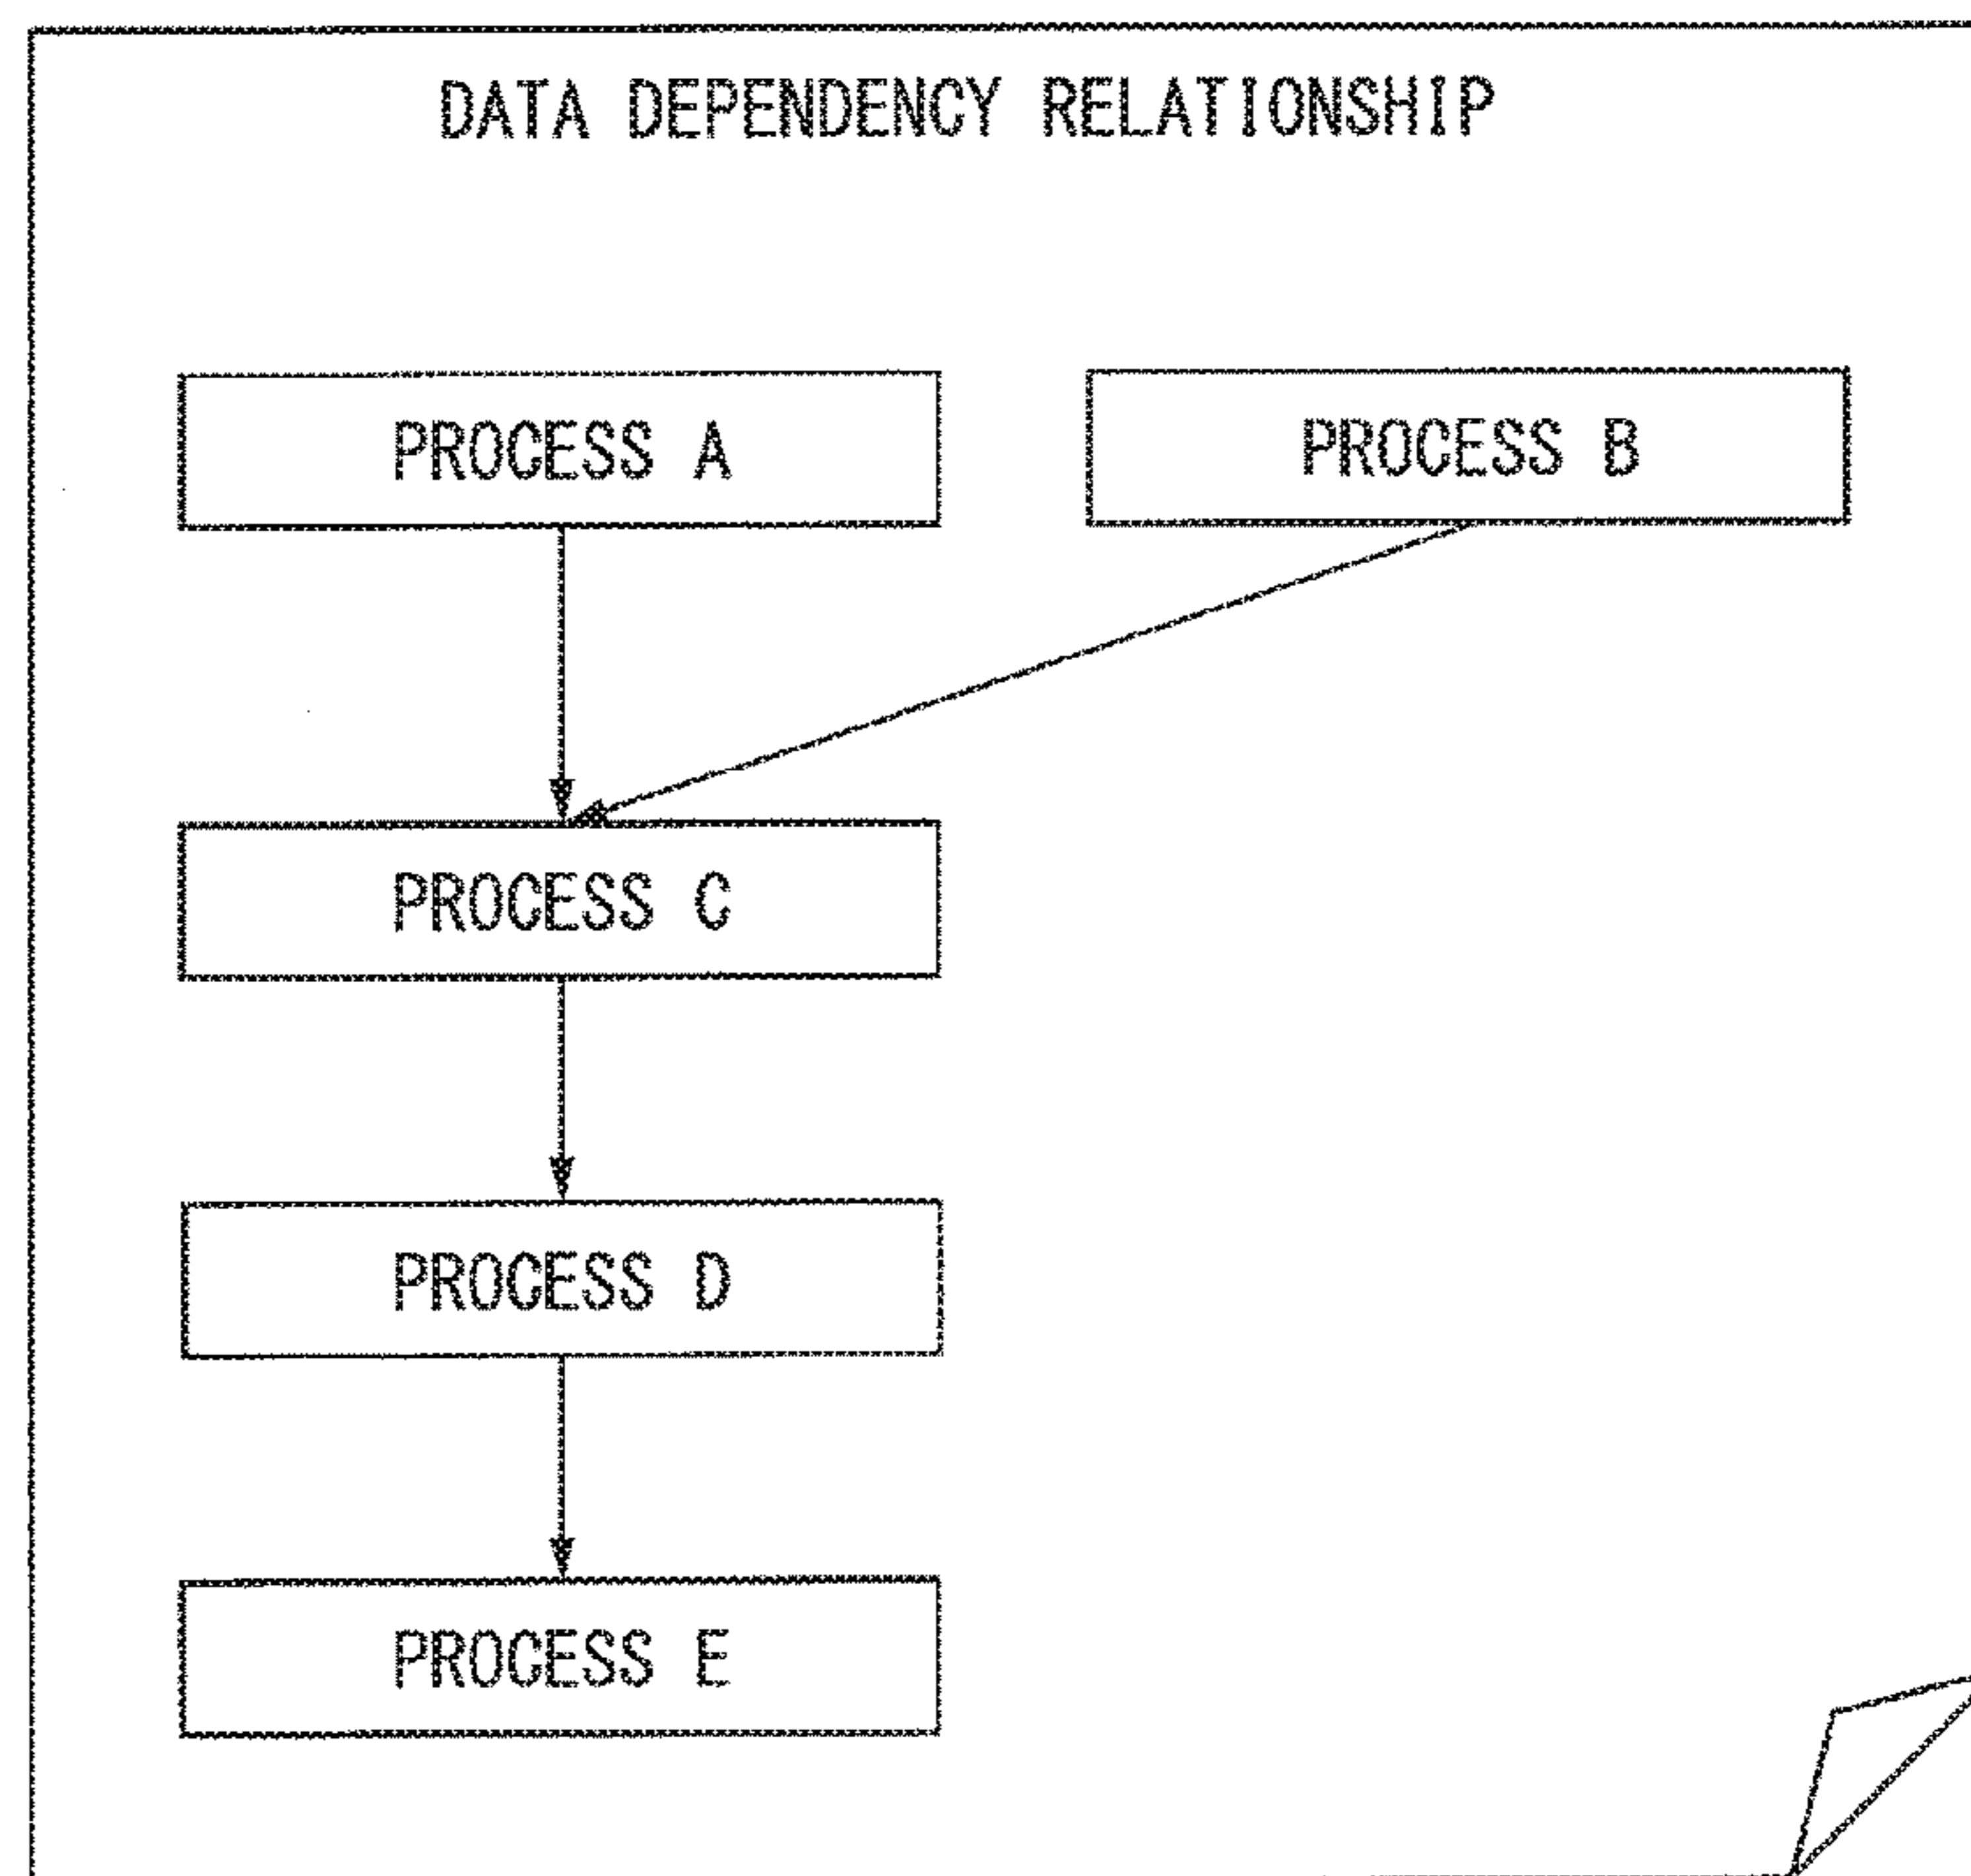 DATA DEPENDENCY RELATIONSHIP
PROCESS A
PROCESS B
PROCESS C
PROCESS D
PROCESS E